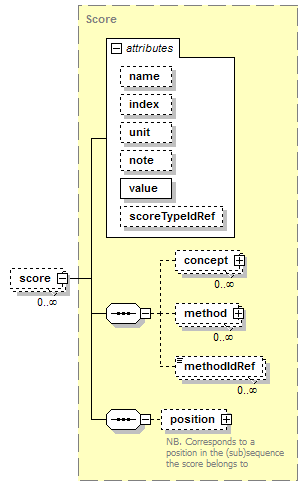 Score
attributes
name
index
unit
note
value
scoreTypeIdRef
score
0..∞
concept
0..∞
method
0..∞
methodIdRef
0..∞
position
NB. Corresponds to a
position in the (sub)sequence
the score belongs to